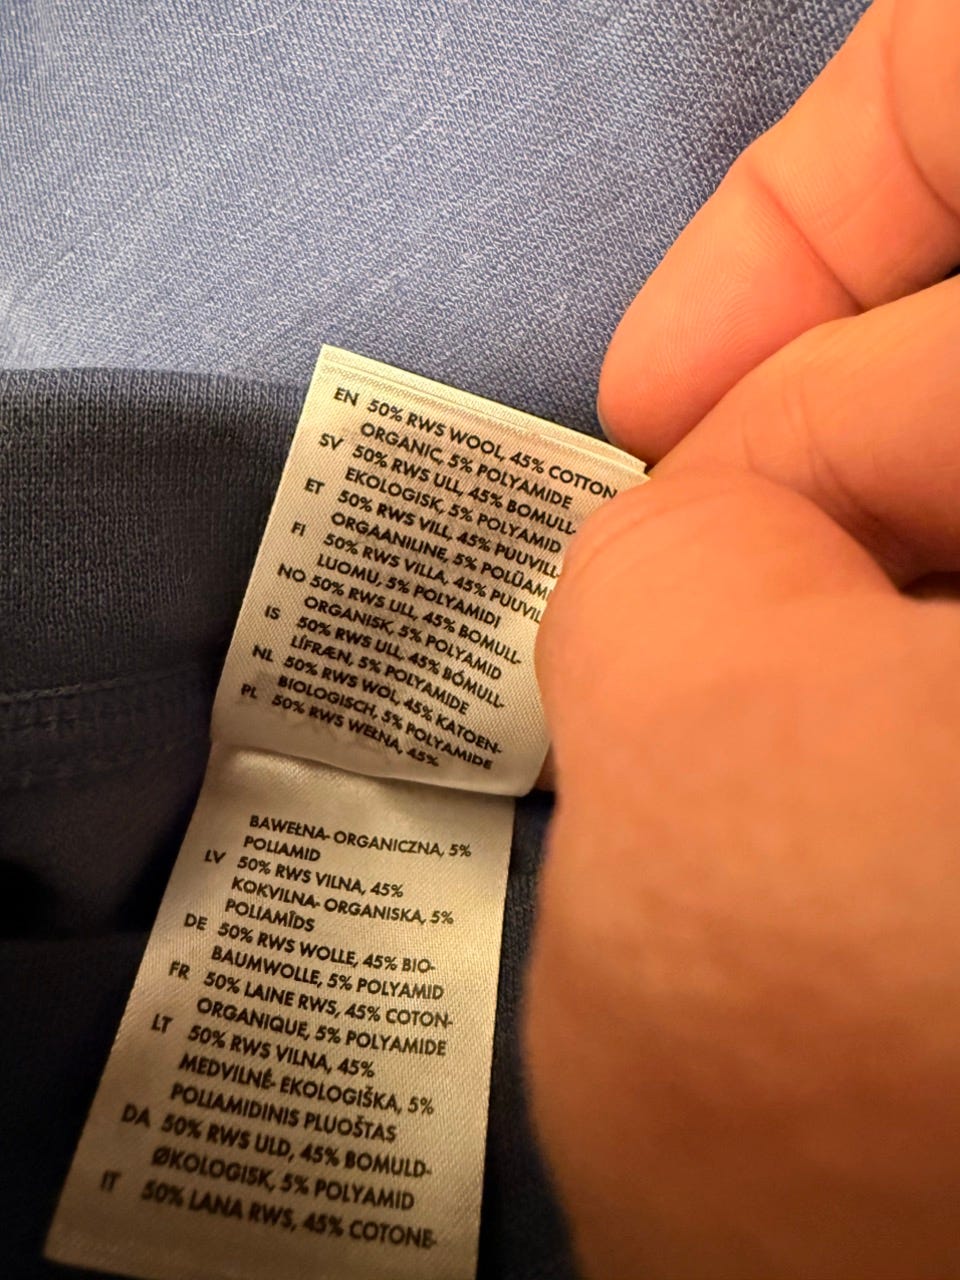 EN 50% RWS WOOL, 45% COTTON
ORGANIC, 5% POLYAMIDE
SV 50% RWS ULL, 45% BOMULL-
EKOLOGISK, 5% POLYAMID
ET 50% RWS VILL, 45% PUUVILL-
ORGAANILINE, 5% POLÜAMI
FI 50% RWS VILLA, 45% PUUVIL
LUOMU, 5% POLYAMIDI
NO 50% RWS ULL, 45% BOMULL-
ORGANISK, 5% POLYAMID
IS 50% RWS ULL, 45% BÓMULL-
LÍFRÆN, 5% POLYAMIDE
NL 50% RWS WOL, 45% KATOEN-
BIOLOGISCH, 5% POLYAMIDE
PL 50% RWS WEŁNA, 45%
BAWEŁNA- ORGANICZNA, 5%
POLIAMID
LV 50% RWS VILNA, 45%
KOKVILNA- ORGANISKA, 5%
POLIAMĪDS
DE 50% RWS WOLLE, 45% BIO-
BAUMWOLLE, 5% POLYAMID
FR 50% LAINE RWS, 45% COTON-
ORGANIQUE, 5% POLYAMIDE
LT 50% RWS VILNA, 45%
MEDVILNĖ- EKOLOGIŠKA, 5%
POLIAMIDINIS PLUOŠTAS
DA 50% RWS ULD, 45% BOMULD-
ØKOLOGISK, 5% POLYAMID
IT 50% LANA RWS, 45% COTONE-